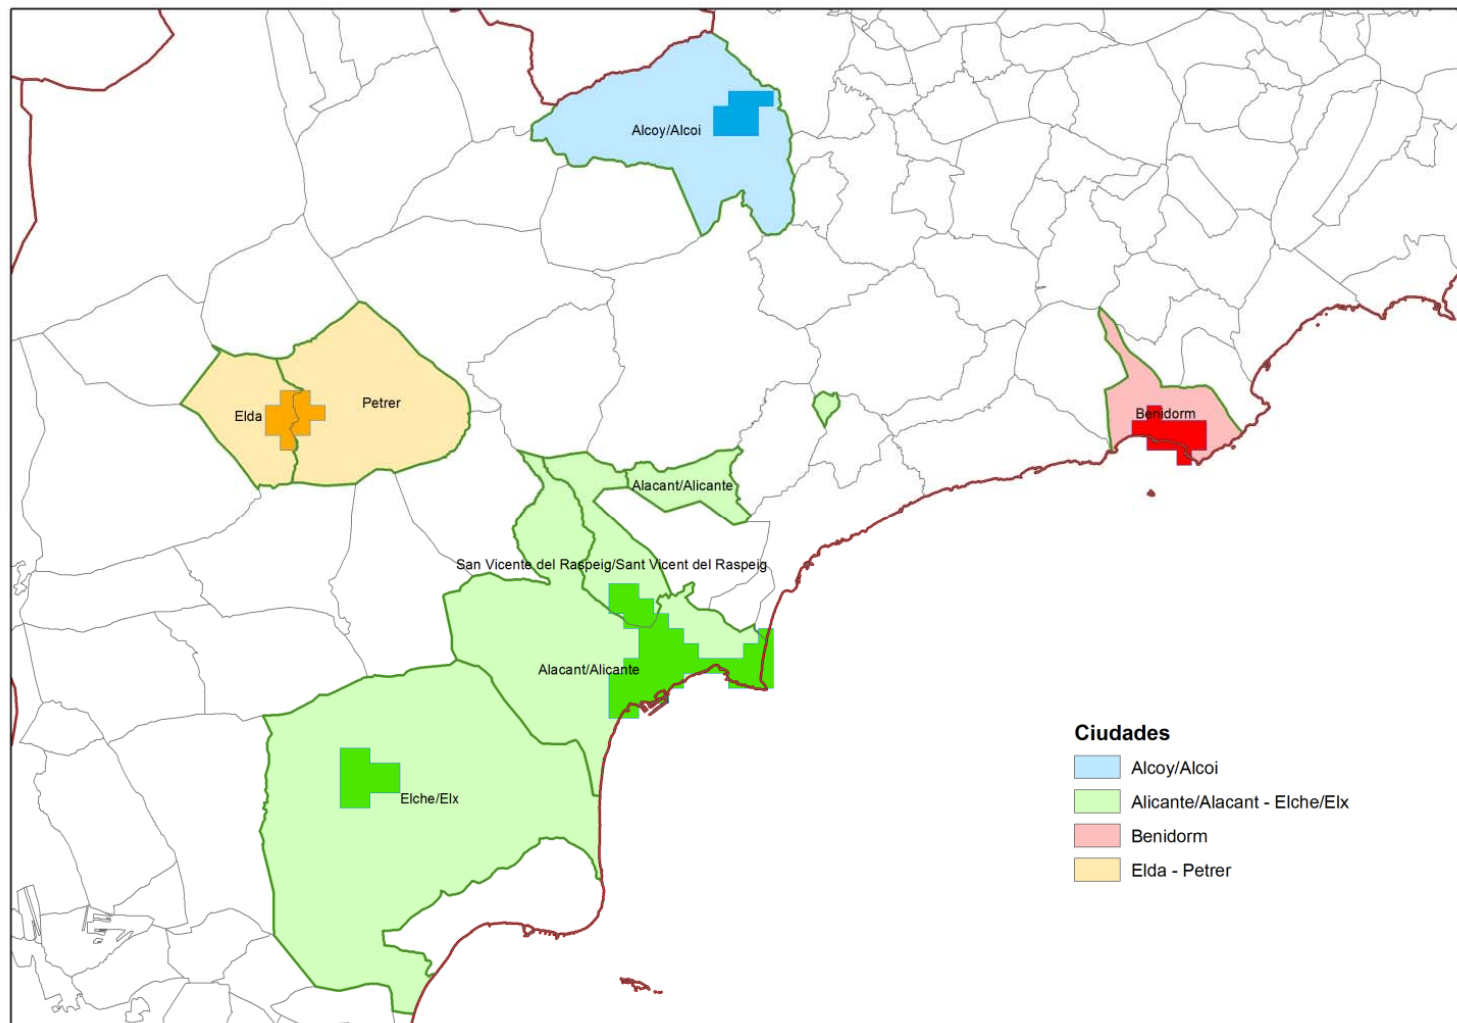 Alcoy/Alcoi
Petrer
Elda
Benidorm
Alacant/Alicante
San Vicente del Raspeig/Sant Vicent del Raspeig
Alacant/Alicante
Elche/Elx
Ciudades
Alcoy/Alcoi
Alicante/Alacant - Elche/Elx
Benidorm
Elda - Petrer